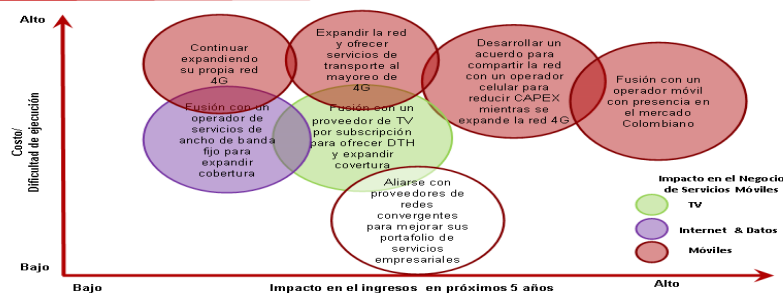 Alto
Costo/
Dificultad de ejecución
Bajo
Continuar
expandiendo
su propia red
4G
Expandir la red
y ofrecer
servicios de
transporte al
mayoreo de
4G
Desarrollar un
acuerdo para
compartir la red
con un operador
celular para
reducir CAPEX
mientras se
expande la red 4G
Fusión con un
operador móvil
con presencia en
el mercado
Colombiano
Fusión con un
operador de
servicios de
ancho de banda
fijo para
expandir
cobertura
Fusión con un
proveedor de TV
por subscripción
para ofrecer DTH
y expandir
covertura
Aliarse con
proveedores de
redes
convergentes
para mejorar sus
portafolio de
servicios
empresariales
Impacto en el Negocio
de Servicios Móviles
TV
Internet & Datos
Móviles
Bajo
Impacto en el ingresos en próximos 5 años
Alto